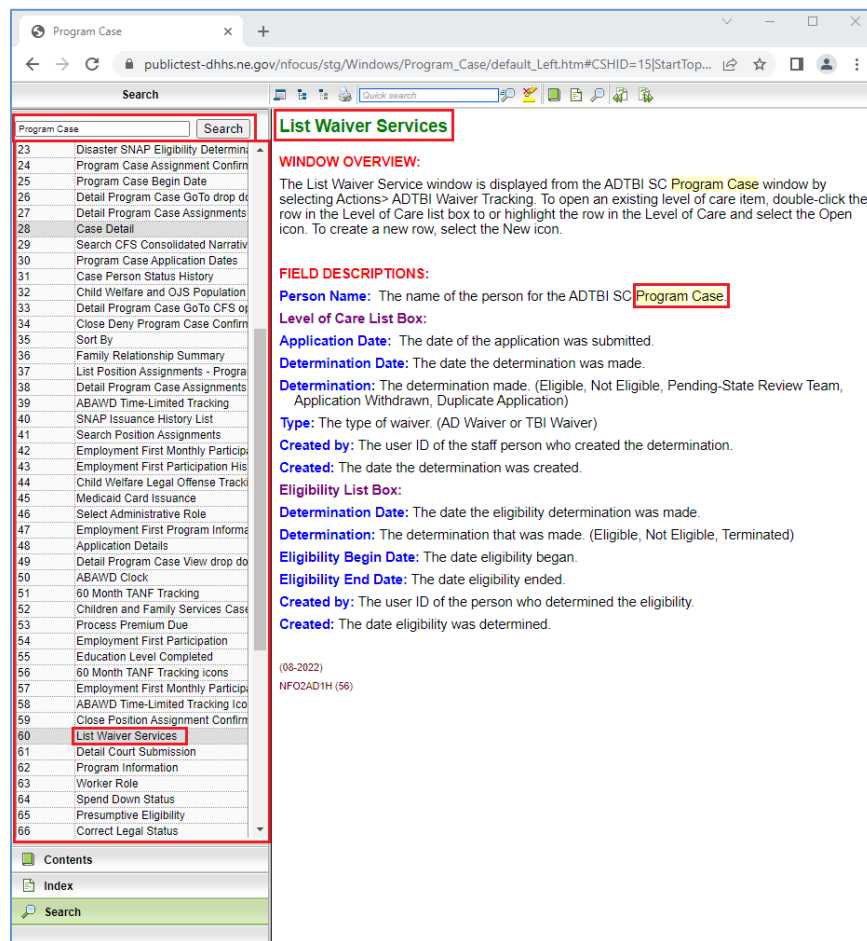 Program Case
publictest-dhhs.ne.gov/nfocus/stg/Windows/Program_Case/default_Left.htm#CSHID=15|StartTop...
Search
Quick search
Program Case
Search
23 Disaster SNAP Eligibility Determina
24 Program Case Assignment Confirn
25 Program Case Begin Date
26 Detail Program Case GoTo drop do
27 Detail Program Case Assignments
28 Case Detail
29 Search CFS Consolidated Narrativ
30 Program Case Application Dates
31 Case Person Status History
32 Child Welfare and OJS Population
33 Detail Program Case GoTo CFS op
34 Close Deny Program Case Confirn
35 Sort By
36 Family Relationship Summary
37 List Position Assignments - Progra
38 Detail Program Case Assignments
39 ABAWD Time-Limited Tracking
40 SNAP Issuance History List
41 Search Position Assignments
42 Employment First Monthly Particip
43 Employment First Participation His
44 Child Welfare Legal Offense Tracki
45 Medicaid Card Issuance
46 Select Administrative Role
47 Employment First Program Informa
48 Application Details
49 Detail Program Case View drop do
50 ABAWD Clock
51 60 Month TANF Tracking
52 Children and Family Services Case
53 Process Premium Due
54 Employment First Participation
55 Education Level Completed
56 60 Month TANF Tracking icons
57 Employment First Monthly Particip
58 ABAWD Time-Limited Tracking Ico
59 Close Position Assignment Confirn
60 List Waiver Services
61 Detail Court Submission
62 Program Information
63 Worker Role
64 Spend Down Status
65 Presumptive Eligibility
66 Correct Legal Status
Contents
Index
Search
List Waiver Services
WINDOW OVERVIEW:
The List Waiver Service window is displayed from the ADTBI SC Program Case window by
selecting Actions> ADTBI Waiver Tracking. To open an existing level of care item, double-click the
row in the Level of Care list box to or highlight the row in the Level of Care and select the Open
icon. To create a new row, select the New icon.
FIELD DESCRIPTIONS:
Person Name: The name of the person for the ADTBI SC Program Case.
Level of Care List Box:
Application Date: The date of the application was submitted.
Determination Date: The date the determination was made.
Determination: The determination made. (Eligible, Not Eligible, Pending-State Review Team,
Application Withdrawn, Duplicate Application)
Type: The type of waiver. (AD Waiver or TBI Waiver)
Created by: The user ID of the staff person who created the determination.
Created: The date the determination was created.
Eligibility List Box:
Determination Date: The date the eligibility determination was made.
Determination: The determination that was made. (Eligible, Not Eligible, Terminated)
Eligibility Begin Date: The date eligibility began.
Eligibility End Date: The date eligibility ended.
Created by: The user ID of the person who determined the eligibility.
Created: The date eligibility was determined.
(08-2022)
NFO2AD1H (56)